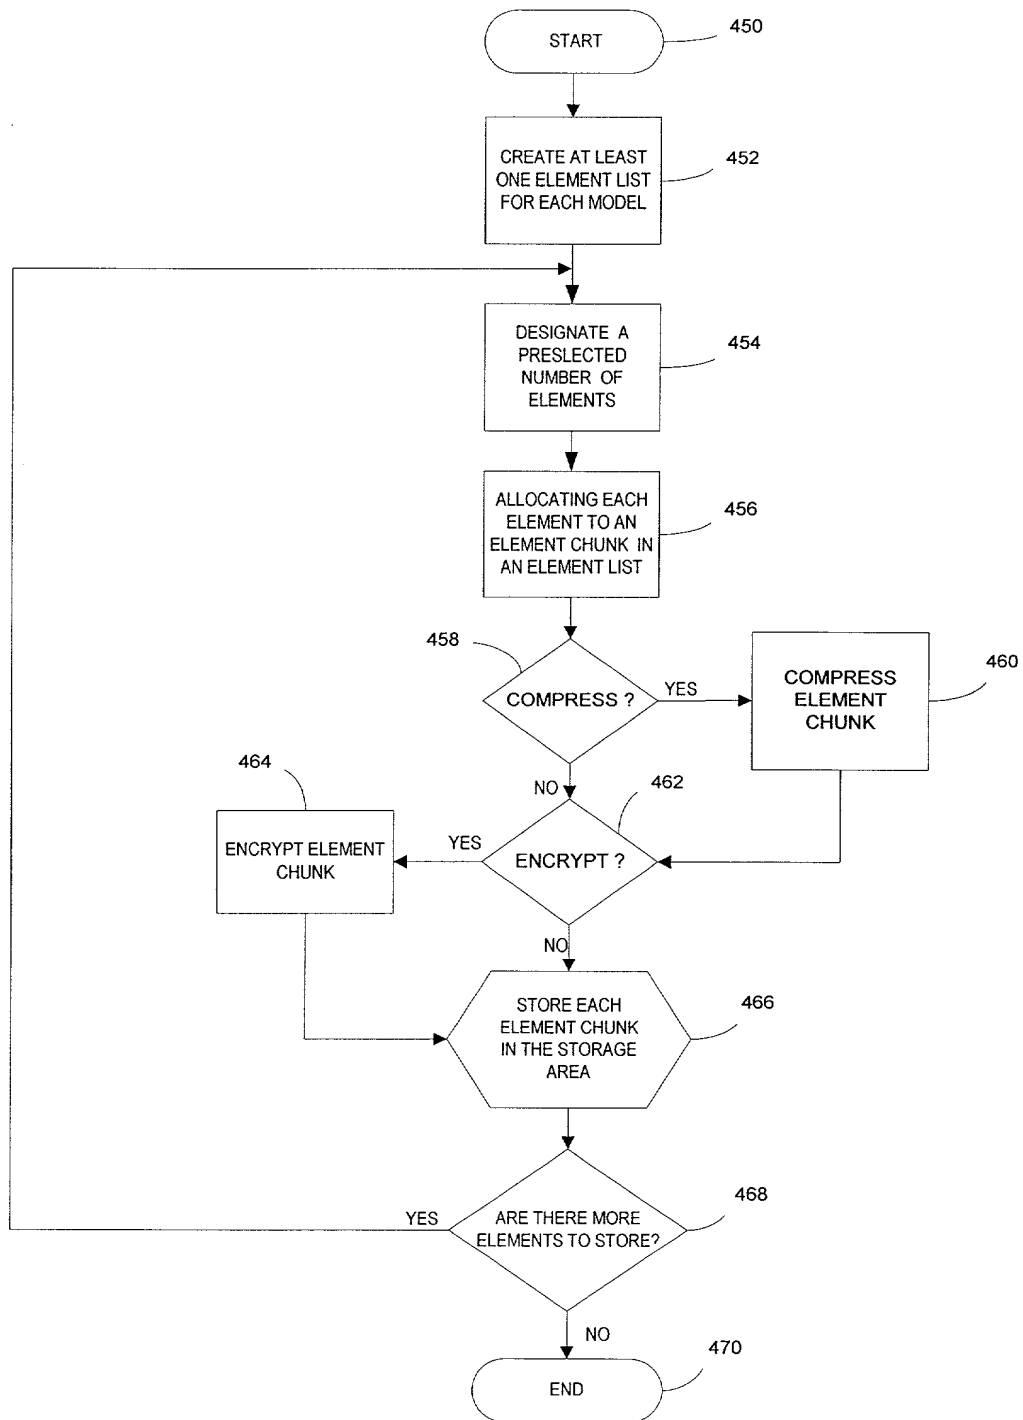 START
450
CREATE AT LEAST
ONE ELEMENT LIST
FOR EACH MODEL
452
DESIGNATE A
PRESLECTED
NUMBER OF
ELEMENTS
454
ALLOCATING EACH
ELEMENT TO AN
ELEMENT CHUNK IN
AN ELEMENT LIST
456
458
COMPRESS ?
YES
COMPRESS
ELEMENT
CHUNK
460
NO
464
462
ENCRYPT ELEMENT
CHUNK
YES
ENCRYPT ?
NO
STORE EACH
ELEMENT CHUNK
IN THE STORAGE
AREA
466
YES
ARE THERE MORE
ELEMENTS TO STORE?
468
NO
END
470